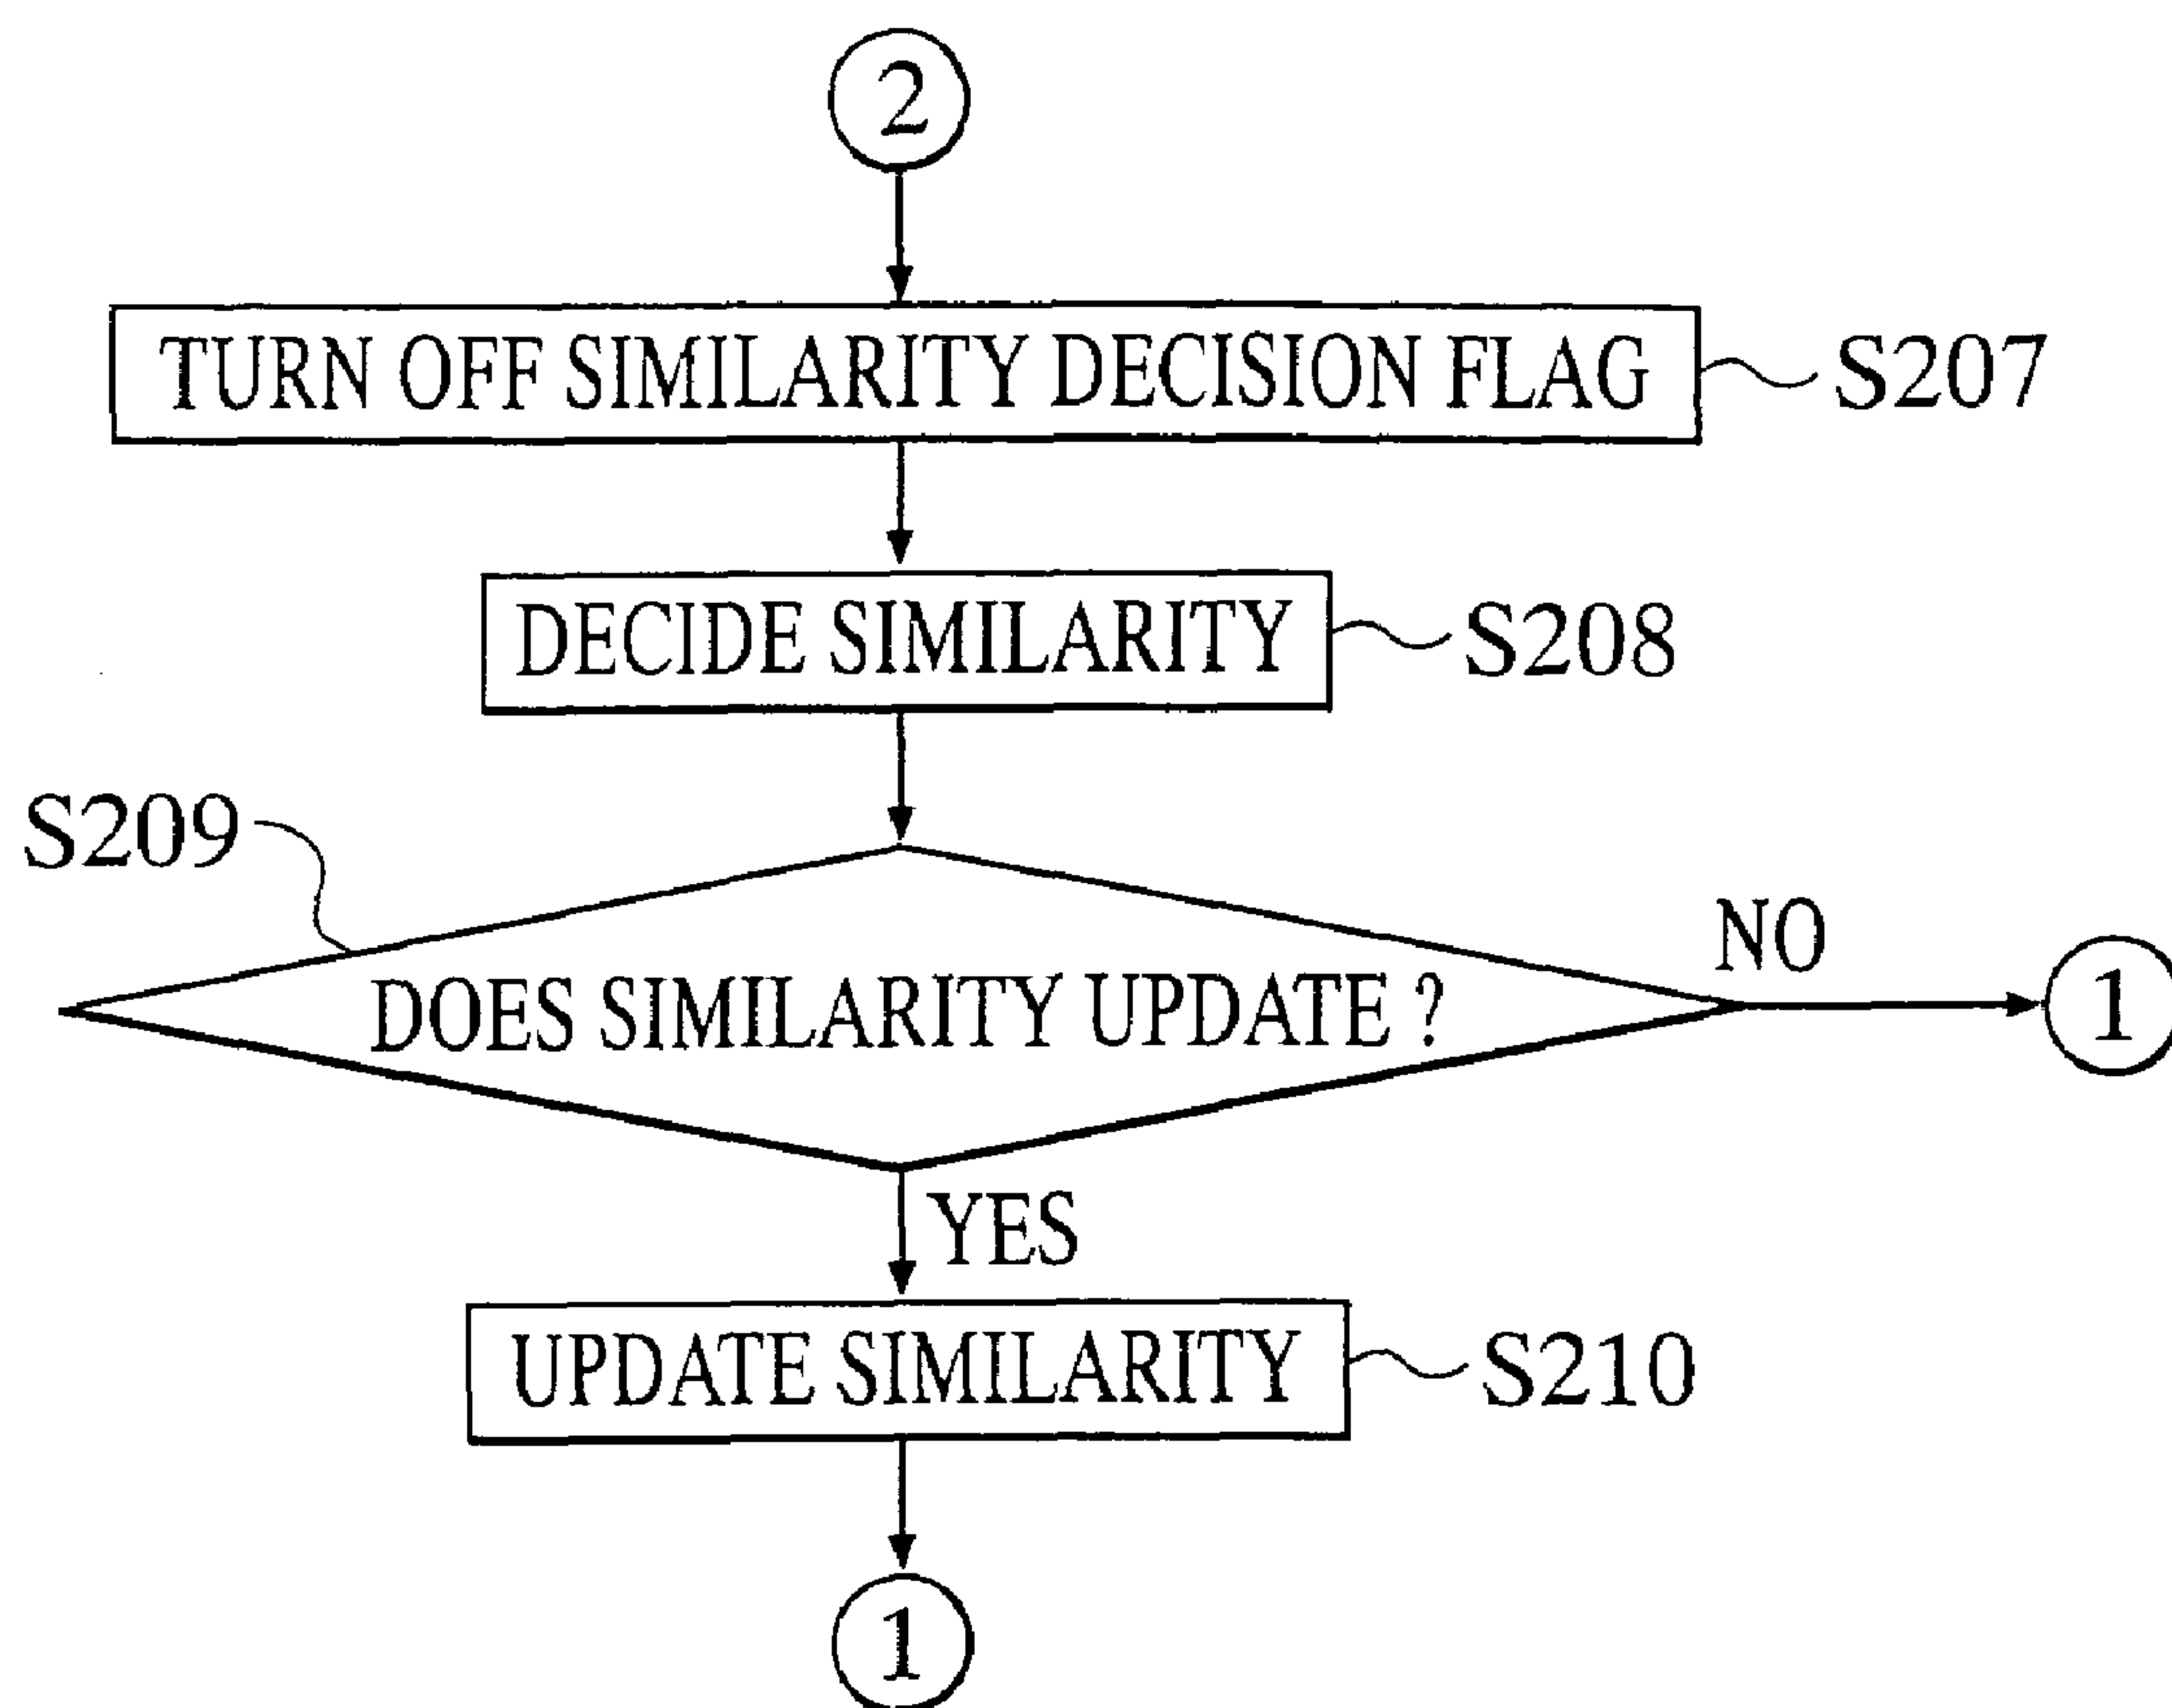 2
TURN OFF SIMILARITY DECISION FLAG S207
DECIDE SIMILARITY S208
S209
NO
DOES SIMILARITY UPDATE ? 1
YES
UPDATE SIMILARITY S210
1